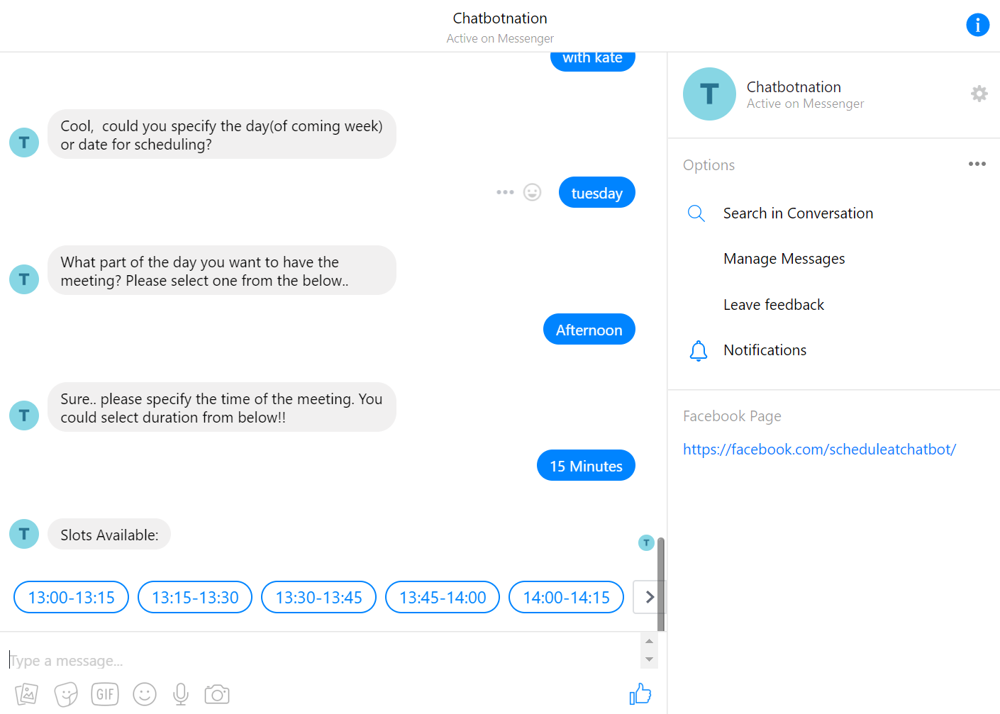 Chatbotnation
Active on Messenger
i
with kate
Cool,  could you specify the day(of coming week)
or date for scheduling?
T
tuesday
What part of the day you want to have the
meeting? Please select one from the below..
T
Afternoon
Sure.. please specify the time of the meeting. You
could select duration from below!!
T
15 Minutes
T
Slots Available:
T
13:00-13:15
13:15-13:30
13:30-13:45
13:45-14:00
14:00-14:15
Type a message...
GIF
T
Chatbotnation
Active on Messenger
Options
Search in Conversation
Manage Messages
Leave feedback
Notifications
Facebook Page
https://facebook.com/scheduleatchatbot/